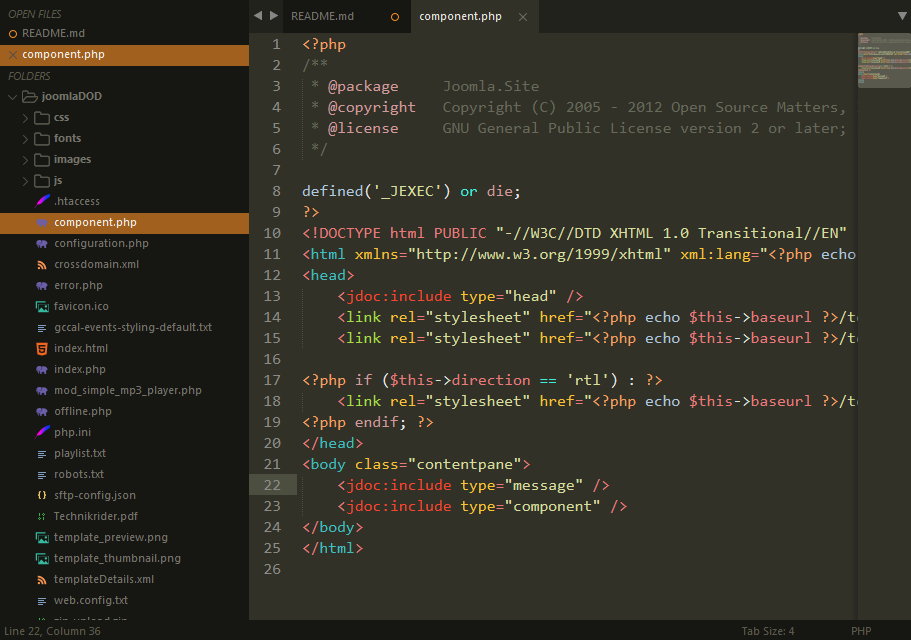 OPEN FILES
README.md
component.php
FOLDERS
joomlaDOD
css
fonts
images
js
.htaccess
component.php
configuration.php
crossdomain.xml
error.php
favicon.ico
gccal-events-styling-default.txt
index.html
index.php
mod_simple_mp3_player.php
offline.php
php.ini
playlist.txt
robots.txt
sftp-config.json
Technikrider.pdf
template_preview.png
template_thumbnail.png
templateDetails.xml
web.config.txt
README.md
component.php
1 <?php
2 /**
3 * @package Joomla.Site
4 * @copyright Copyright (C) 2005 - 2012 Open Source Matters,
5 * @license GNU General Public License version 2 or later;
6 */
7
8 defined('_JEXEC') or die;
9 ?>
10 <!DOCTYPE html PUBLIC "-//W3C//DTD XHTML 1.0 Transitional//EN"
11 <html xmlns="http://www.w3.org/1999/xhtml" xml:lang="<?php echo
12 <head>
13 <jdoc:include type="head" />
14 <link rel="stylesheet" href="<?php echo $this->baseurl ?>/te
15 <link rel="stylesheet" href="<?php echo $this->baseurl ?>/te
16
17 <?php if ($this->direction == 'rtl') : ?>
18 <link rel="stylesheet" href="<?php echo $this->baseurl ?>/te
19 <?php endif; ?>
20 </head>
21 <body class="contentpane">
22 <jdoc:include type="message" />
23 <jdoc:include type="component" />
24 </body>
25 </html>
26
Line 22, Column 36
Tab Size: 4
PHP